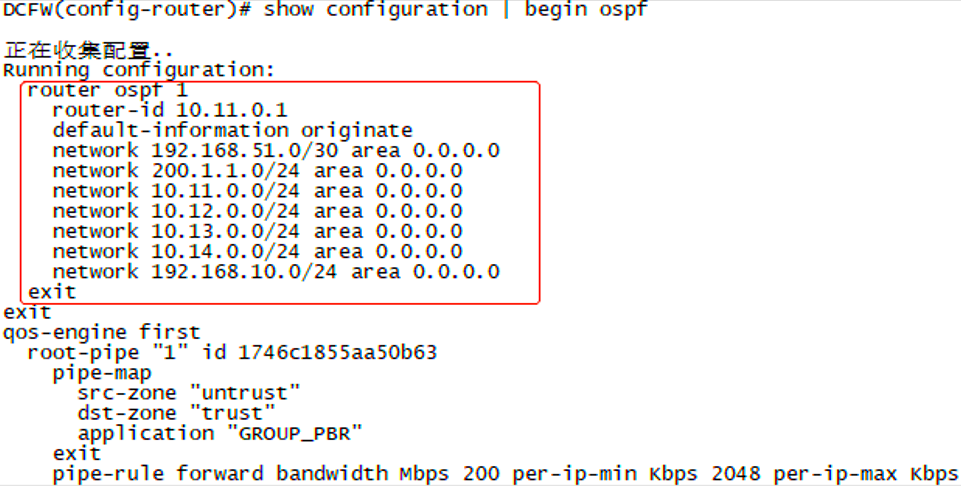 DCFW(config-router)# show configuration | begin ospf
正在收集配置..
Running configuration:
router ospf 1
router-id 10.11.0.1
default-information originate
network 192.168.51.0/30 area 0.0.0.0
network 200.1.1.0/24 area 0.0.0.0
network 10.11.0.0/24 area 0.0.0.0
network 10.12.0.0/24 area 0.0.0.0
network 10.13.0.0/24 area 0.0.0.0
network 10.14.0.0/24 area 0.0.0.0
network 192.168.10.0/24 area 0.0.0.0
exit
exit
qos-engine first
root-pipe "1" id 1746c1855aa50b63
pipe-map
src-zone "untrust"
dst-zone "trust"
application "GROUP_PBR"
exit
pipe-rule forward bandwidth Mbps 200 per-ip-min Kbps 2048 per-ip-max Kbps